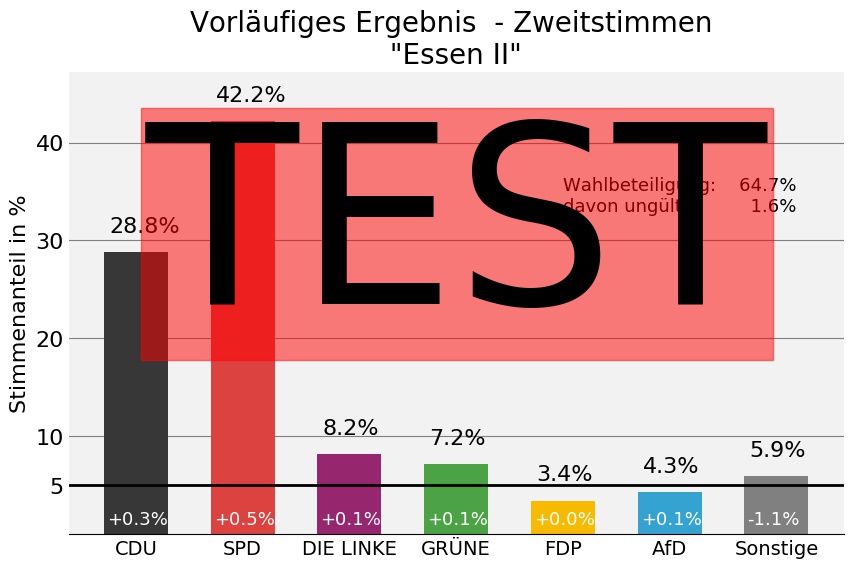 Vorläufiges Ergebnis - Zweitstimmen
"Essen II"
Stimmenanteil in %
40
30
20
10
5
42.2%
28.8%
8.2%
7.2%
3.4%
4.3%
5.9%
TEST
Wahlbeteiligung: 64.7%
davon 1.6%
+0.3%
+0.5%
+0.1%
+0.1%
+0.0%
+0.1%
-1.1%
CDU
SPD
DIE LINKE
GRÜNE
FDP
AfD
Sonstige